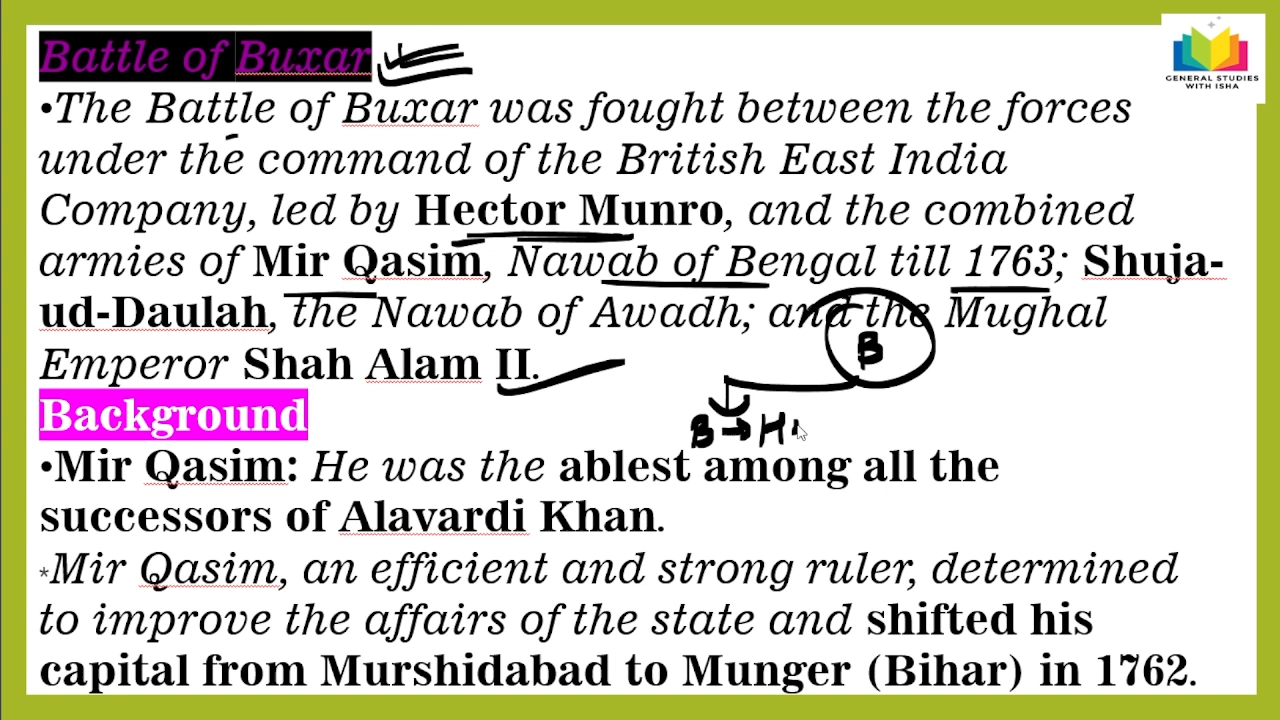 Battle of Buxar
GENERAL STUDIES
WITH ISHA
•The Battle of Buxar was fought between the forces
under the command of the British East India
Company, led by Hector Munro, and the combined
armies of Mir Qasim, Nawab of Bengal till 1763; Shuja-
ud-Daulah, the Nawab of Awadh; and the Mughal
B
Emperor Shah Alam II.
Background
B → H
•Mir Qasim: He was the ablest among all the
successors of Alavardi Khan.
*Mir Qasim, an efficient and strong ruler, determined
to improve the affairs of the state and shifted his
capital from Murshidabad to Munger (Bihar) in 1762.